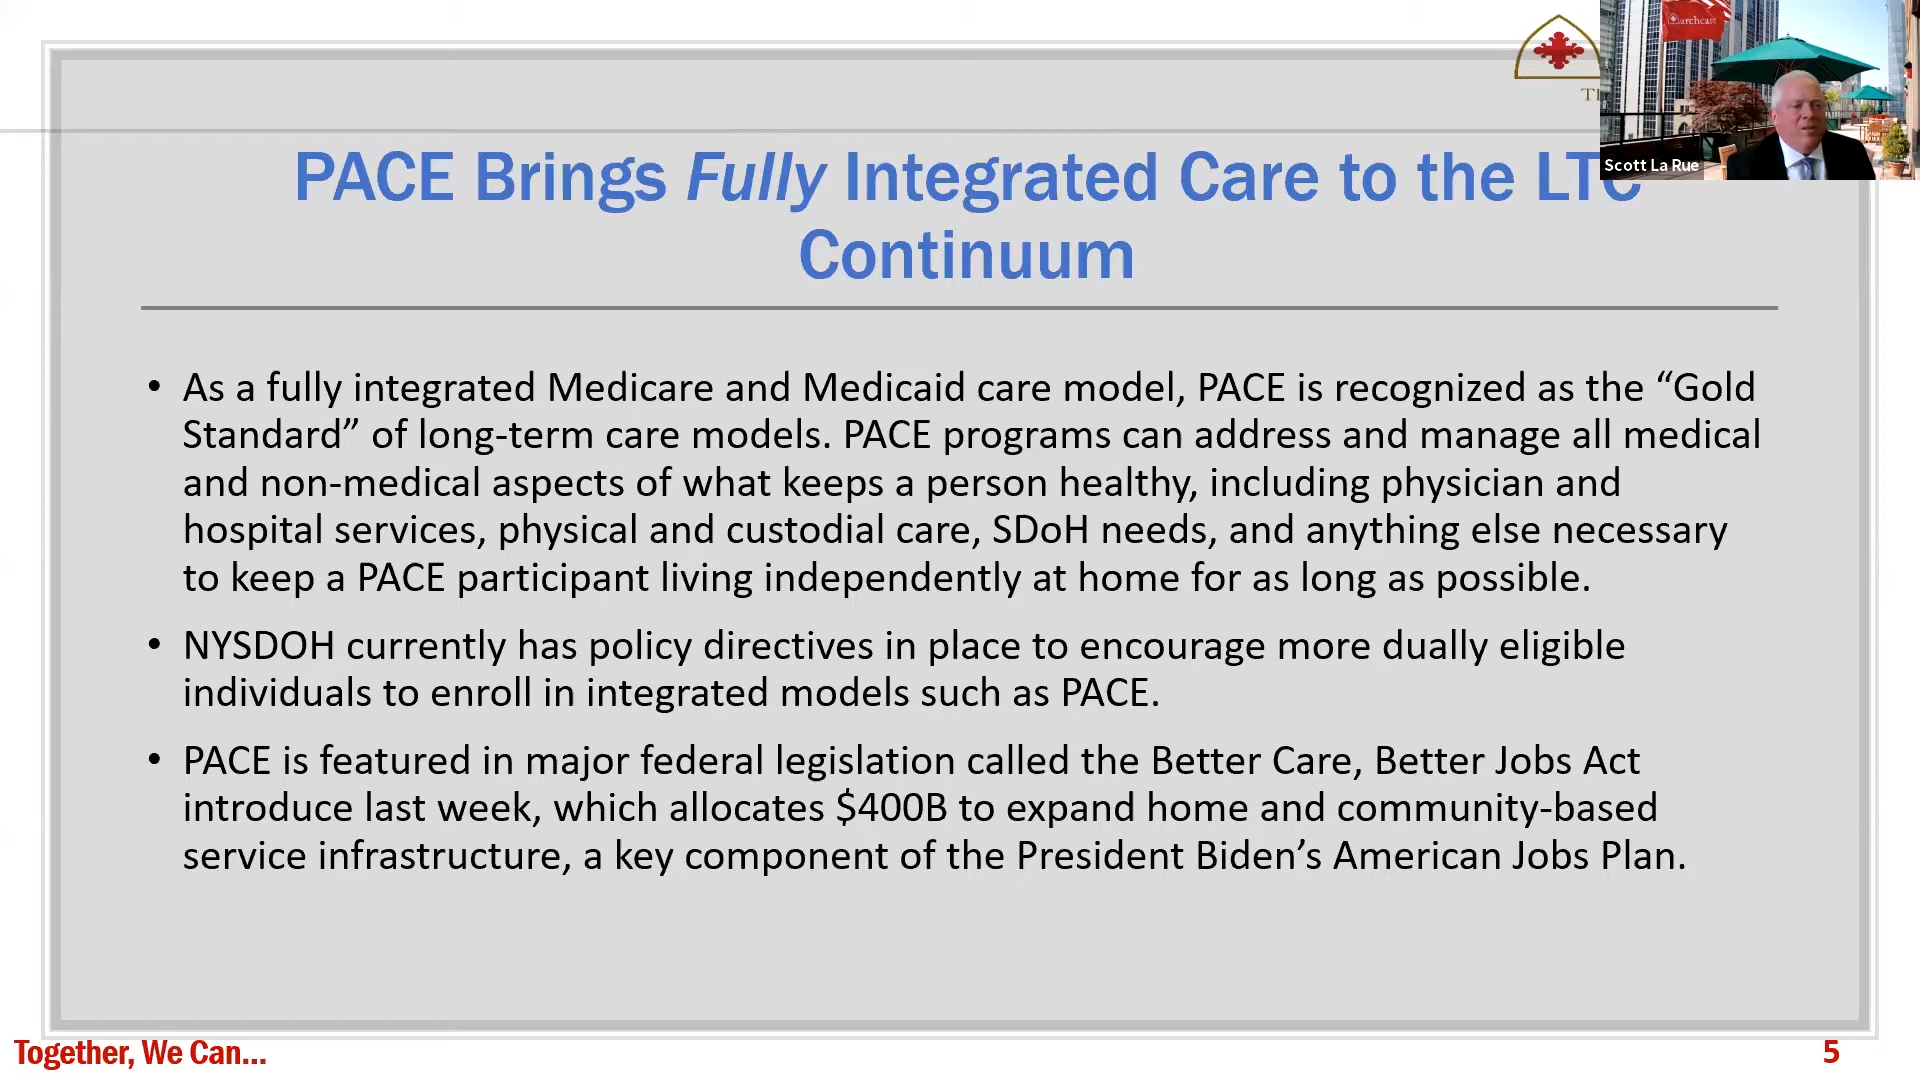 archcare
Scott La Rue
PACE Brings Fully Integrated Care to the LTC
Continuum
• As a fully integrated Medicare and Medicaid care model, PACE is recognized as the “Gold
Standard” of long-term care models. PACE programs can address and manage all medical
and non-medical aspects of what keeps a person healthy, including physician and
hospital services, physical and custodial care, SDoH needs, and anything else necessary
to keep a PACE participant living independently at home for as long as possible.
• NYSDOH currently has policy directives in place to encourage more dually eligible
individuals to enroll in integrated models such as PACE.
• PACE is featured in major federal legislation called the Better Care, Better Jobs Act
introduce last week, which allocates $400B to expand home and community-based
service infrastructure, a key component of the President Biden’s American Jobs Plan.
Together, We Can...
5